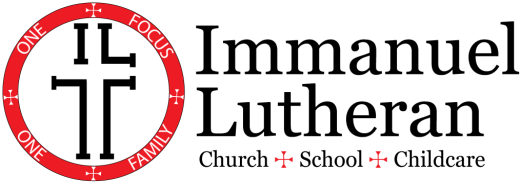 ONE FOCUS
IL
ONE FAMILY
Immanuel
Lutheran
Church School Childcare